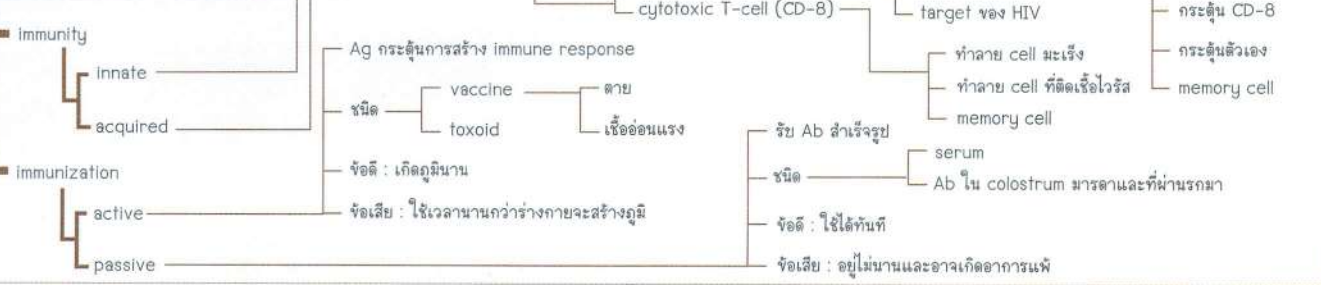 cytotoxic T-cell (CD-8)
target ของ HIV
กระตุ้น CD-8
immunity
Ag กระตุ้นการสร้าง immune response
ทำลาย cell มะเร็ง
กระตุ้นตัวเอง
innate
vaccine
ตาย
ทำลาย cell ที่ติดเชื้อไวรัส
memory cell
ชนิด
acquired
toxoid
เชื้ออ่อนแรง
memory cell
รับ Ab สำเร็จรูป
serum
immunization
ข้อดี : เกิดภูมินาน
ชนิด
Ab ใน colostrum มารดาและที่ผ่านรกมา
active
ข้อเสีย : ใช้เวลานานกว่าร่างกายจะสร้างภูมิ
ข้อดี : ใช้ได้ทันที
passive
ข้อเสีย : อยู่ไม่นานและอาจเกิดอาการแพ้